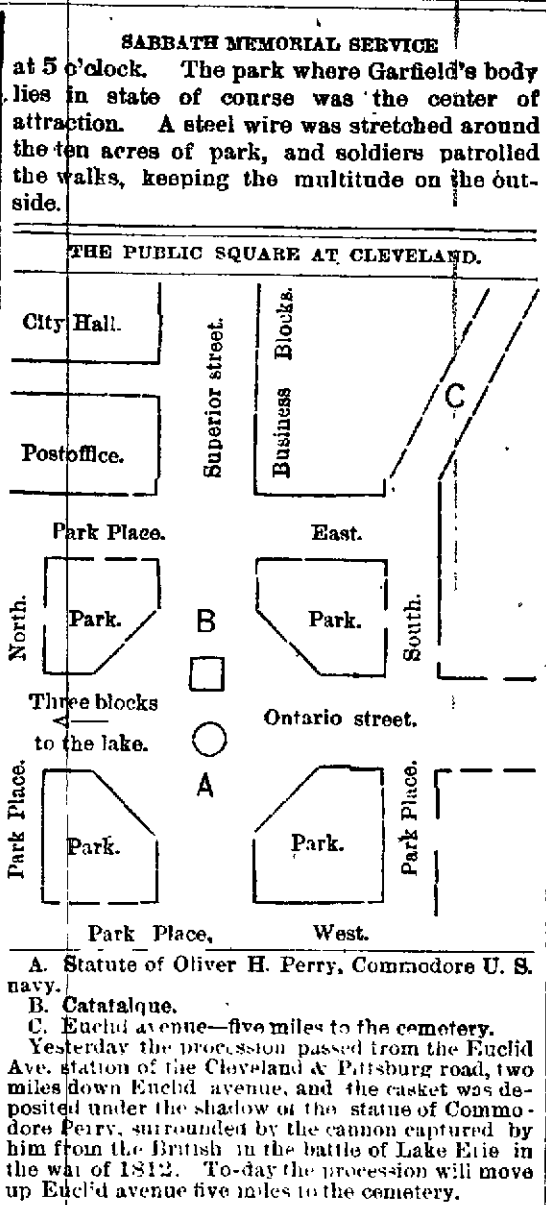 SABBATH MEMORIAL SERVICE
at 5 o'clock. The park where Garfield's body
lies in state of course was the center of
attraction. A steel wire was stretched around
the ten acres of park, and soldiers patrolled
the walks, keeping the multitude on the out-
side.
THE PUBLIC SQUARE AT CLEVELAND.
City Hall.
Superior street.
Business Blocks.
C
Postoffice.
Park Place.
East.
North.
Park.
B
Park.
South.
Three blocks
to the lake.
Ontario street.
A
Park Place.
Park.
Park.
Park Place.
Park Place,
West.
A. Statute of Oliver H. Perry, Commodore U. S.
navy.
B. Catafalque.
C. Euclid avenue—five miles to the cemetery.
Yesterday the procession passed from the Euclid
Ave. station of the Cleveland & Pittsburg road, two
miles down Euclid avenue, and the casket was de-
posited under the shadow of the statue of Commo-
dore Perry, surrounded by the cannon captured by
him from the British in the battle of Lake Erie in
the war of 1812. To-day the procession will move
up Euclid avenue five miles to the cemetery.